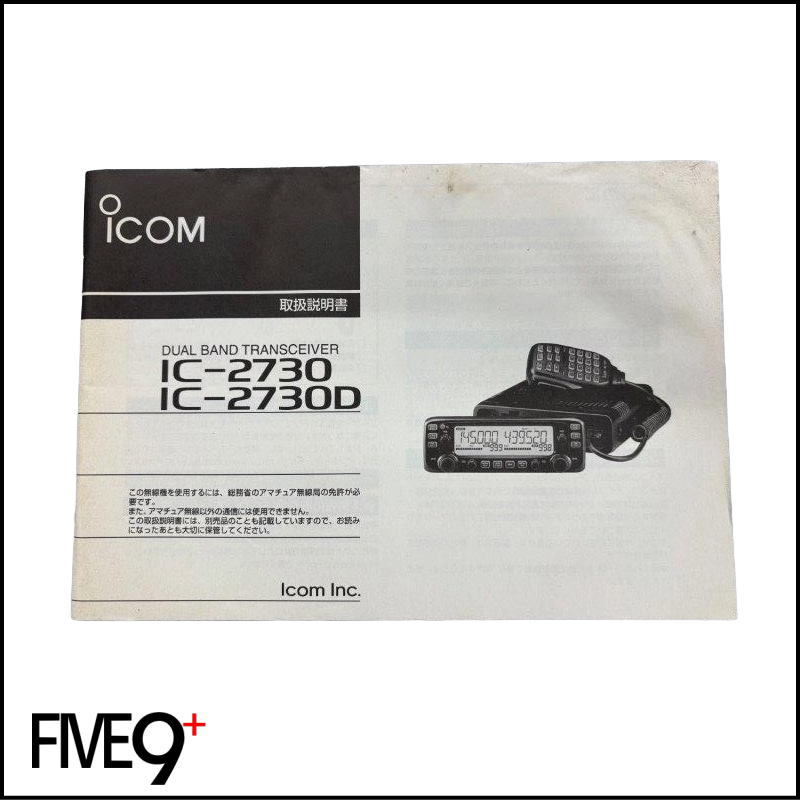 ICOM
取扱説明書
DUAL BAND TRANSCEIVER
IC-2730
IC-2730D
この無線機を使用するには、総務省のアマチュア無線局の免許が必
要です。
また、アマチュア無線以外の通信には使用できません。
この取扱説明書には、別売品のことも記載していますので、お読み
になったあとも大切に保管してください。
Icom Inc.
145.000 439.520
999 998
FIVE9+